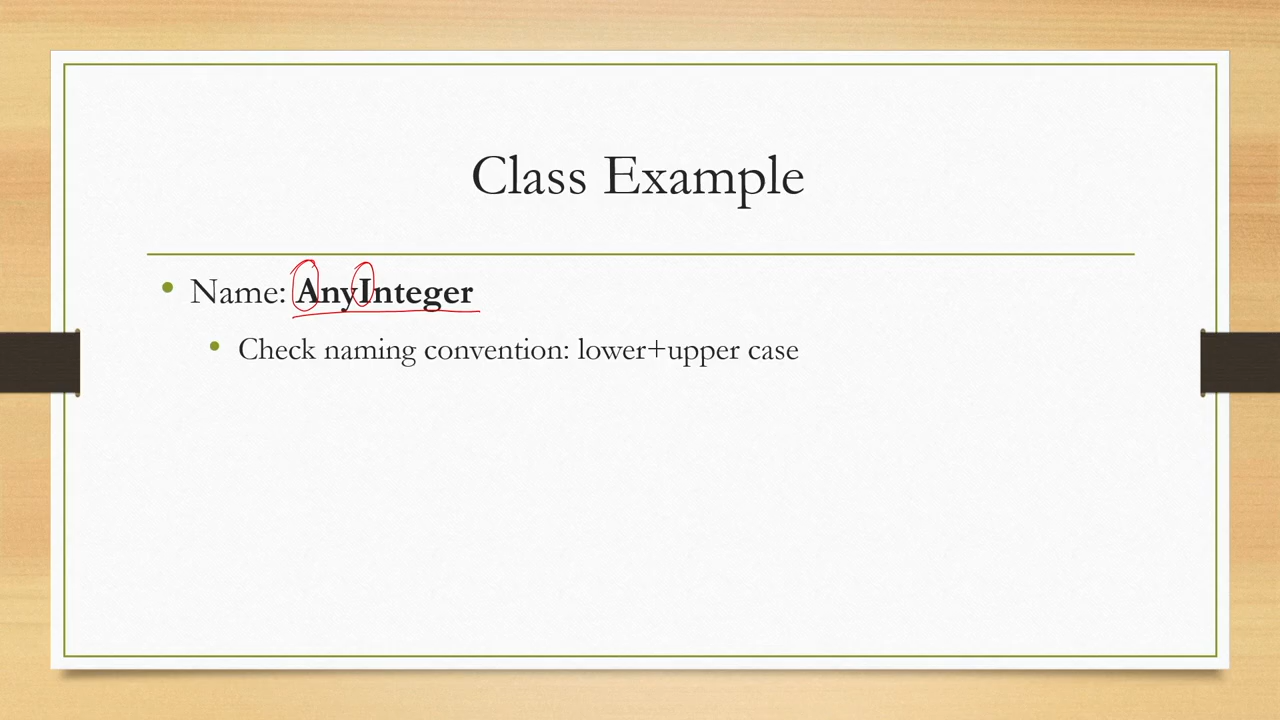 Class Example
Name: AnyInteger
Check naming convention: lower+upper case